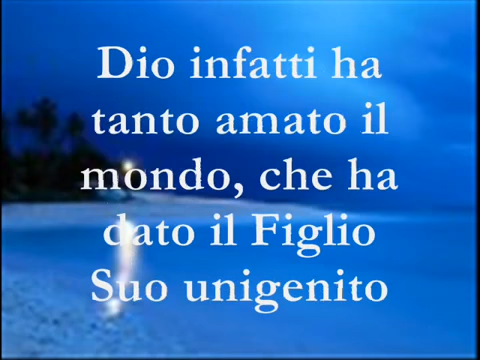 Dio infatti ha
tanto amato il
mondo, che ha
dato il Figlio
Suo unigenito